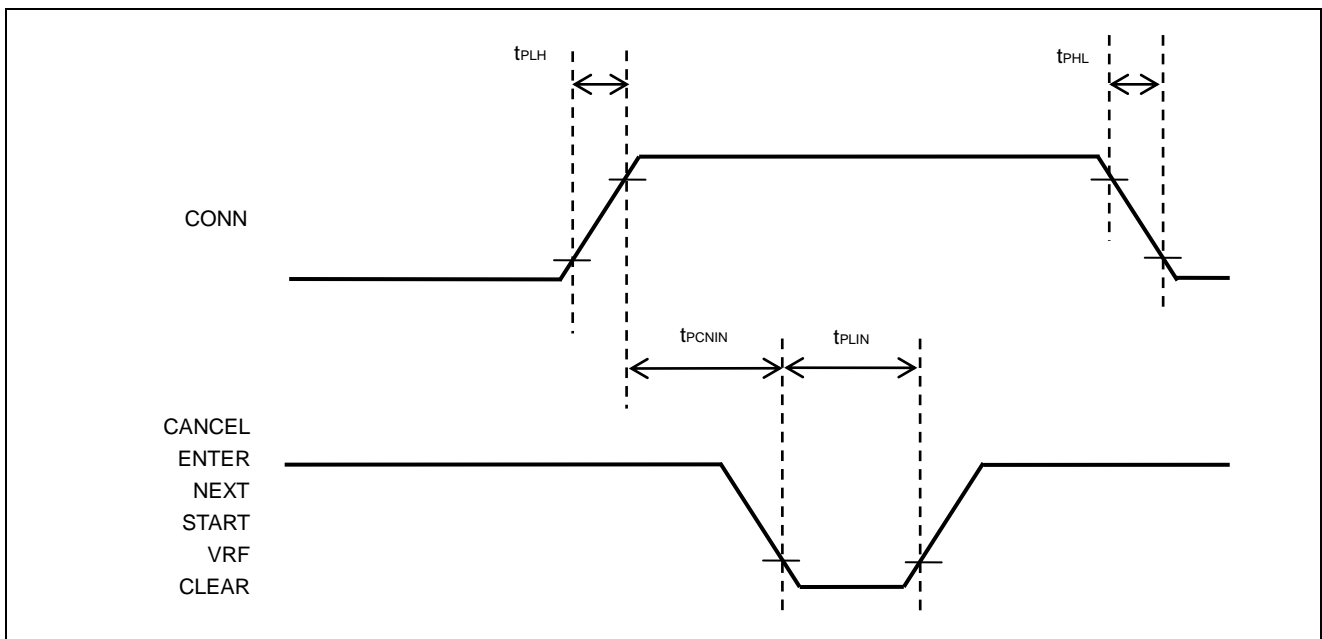 tPLH
tPHL
CONN
tPCNIN
tPLIN
CANCEL
ENTER
NEXT
START
VRF
CLEAR